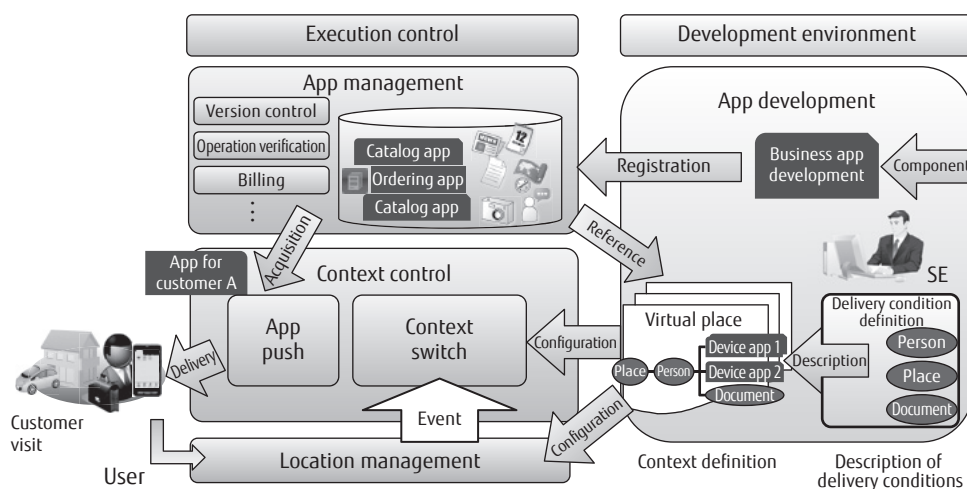 Execution control
Development environment
App management
Version control
Operation verification
Billing
⋮
Catalog app
Ordering app
Catalog app
12
App development
Registration
Business app
development
Component
Acquisition
Reference
SE
App for
customer A
Context control
App
push
Context
switch
Delivery
Configuration
Virtual place
Place
Person
Device app 1
Device app 2
Document
Description
Delivery condition
definition
Person
Place
Document
Customer
visit
Event
Configuration
User
Location management
Context definition
Description of
delivery conditions